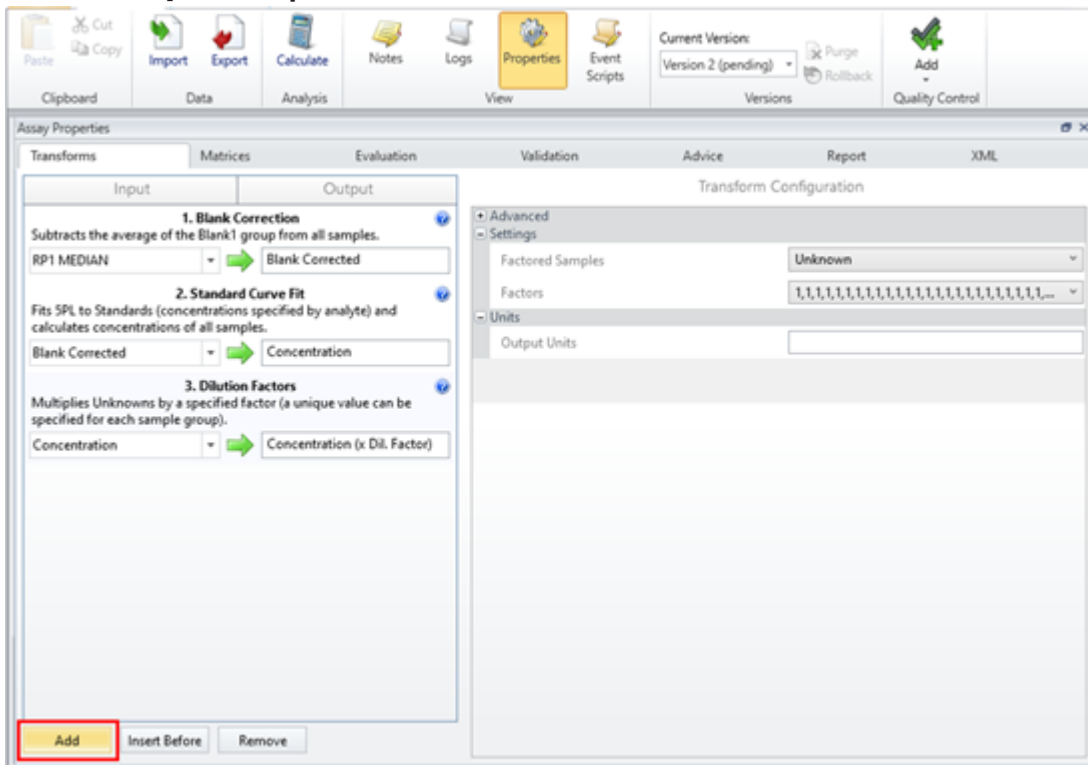 Paste
Cut
Copy
Import
Export
Calculate
Notes
Logs
Properties
Event
Scripts
Current Version:
Version 2 (pending)
Purge
Rollback
Add
Clipboard
Data
Analysis
View
Versions
Quality Control
Assay Properties
Transforms
Matrices
Evaluation
Validation
Advice
Report
XML
Input
Output
Transform Configuration
1. Blank Correction
Subtracts the average of the Blank1 group from all samples.
RP1 MEDIAN
Blank Corrected
2. Standard Curve Fit
Fits 5PL to Standards (concentrations specified by analyte) and
calculates concentrations of all samples.
Blank Corrected
Concentration
3. Dilution Factors
Multiplies Unknowns by a specified factor (a unique value can be
specified for each sample group).
Concentration
Concentration (x Dil. Factor)
Advanced
Settings
Factored Samples
Unknown
Factors
1,1,1,1,1,1,1,1,1,1,1,1,1,1,1,1,1,1,1,1,1,1,1,1,1,1,...
Units
Output Units
Add
Insert Before
Remove